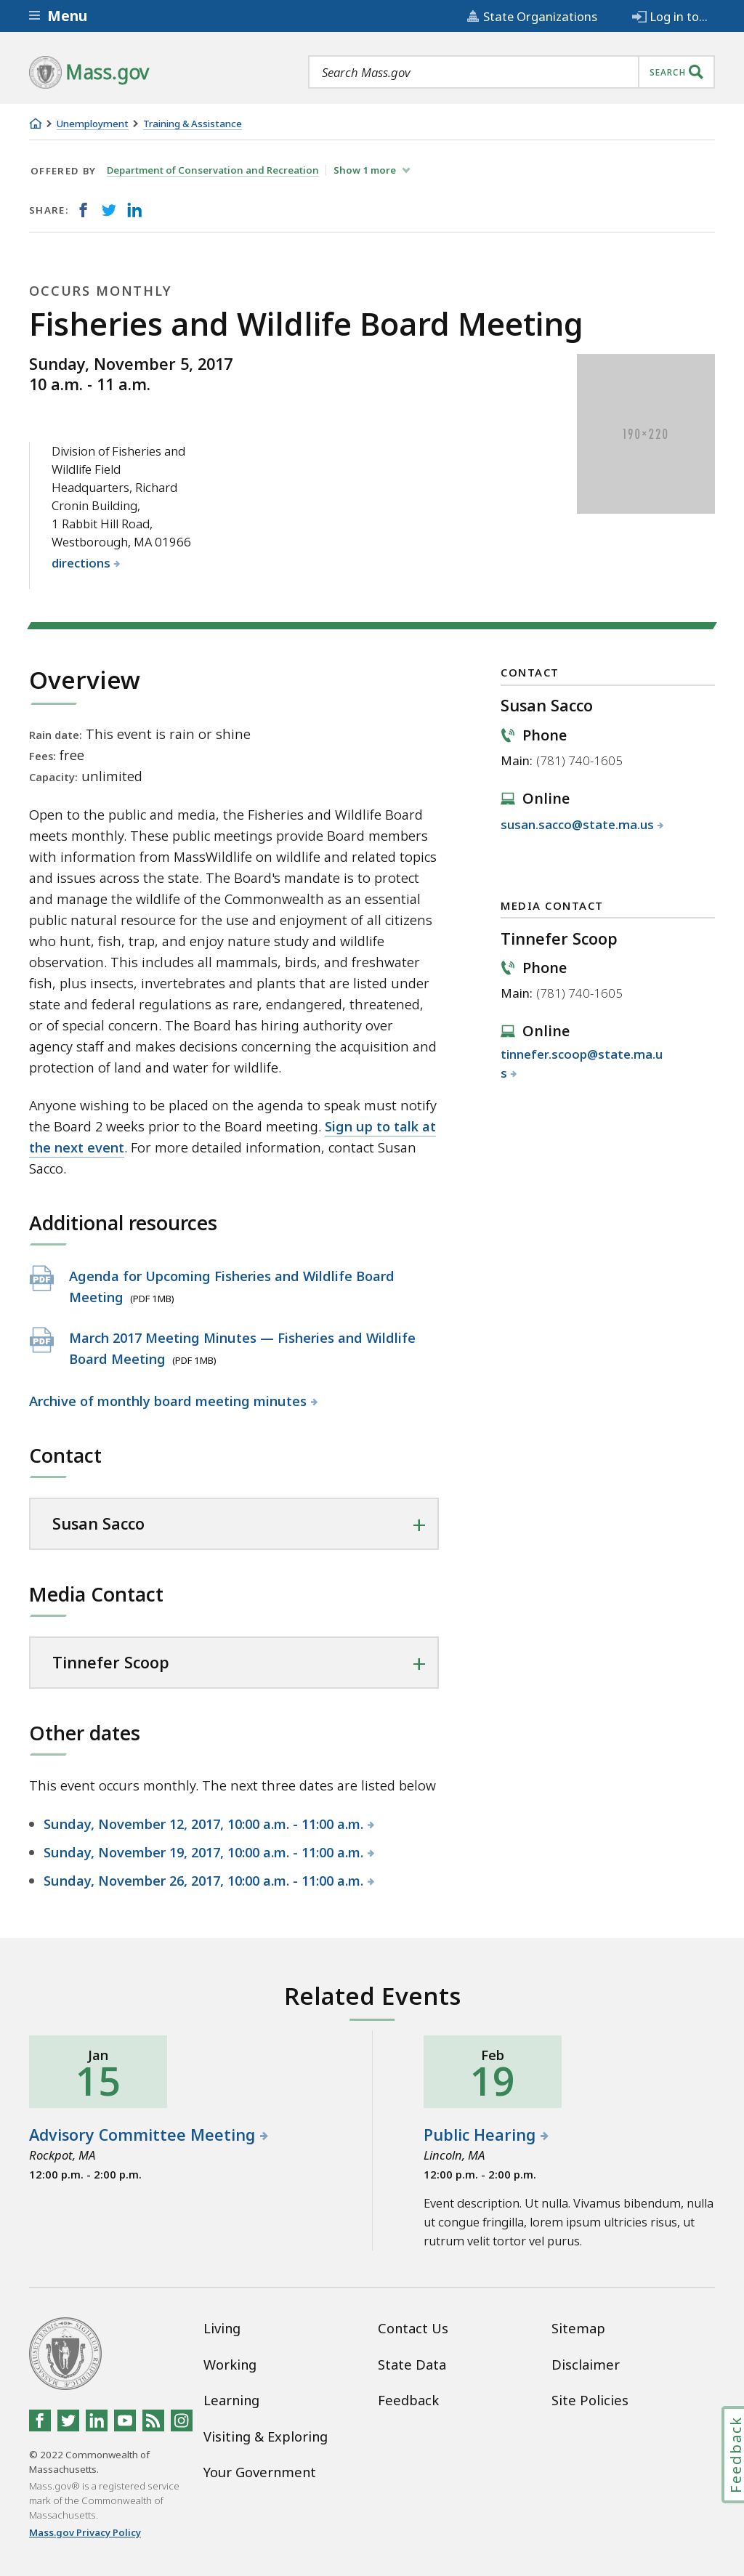 Menu
State Organizations
Log in to...
Mass.gov
Search Mass.gov
SEARCH
Unemployment
Training & Assistance
OFFERED BY
Department of Conservation and Recreation
Show 1 more
SHARE:
OCCURS MONTHLY
Fisheries and Wildlife Board Meeting
Sunday, November 5, 2017
10 a.m. - 11 a.m.
190×220
Division of Fisheries and
Wildlife Field
Headquarters, Richard
Cronin Building,
1 Rabbit Hill Road,
Westborough, MA 01966
directions
Overview
Rain date: This event is rain or shine
Fees: free
Capacity: unlimited
Open to the public and media, the Fisheries and Wildlife Board
meets monthly. These public meetings provide Board members
with information from MassWildlife on wildlife and related topics
and issues across the state. The Board's mandate is to protect
and manage the wildlife of the Commonwealth as an essential
public natural resource for the use and enjoyment of all citizens
who hunt, fish, trap, and enjoy nature study and wildlife
observation. This includes all mammals, birds, and freshwater
fish, plus insects, invertebrates and plants that are listed under
state and federal regulations as rare, endangered, threatened,
or of special concern. The Board has hiring authority over
agency staff and makes decisions concerning the acquisition and
protection of land and water for wildlife.
Anyone wishing to be placed on the agenda to speak must notify
the Board 2 weeks prior to the Board meeting. Sign up to talk at
the next event. For more detailed information, contact Susan
Sacco.
CONTACT
Susan Sacco
Phone
Main: (781) 740-1605
Online
susan.sacco@state.ma.us
MEDIA CONTACT
Tinnefer Scoop
Phone
Main: (781) 740-1605
Online
tinnefer.scoop@state.ma.u
s
Additional resources
PDF
Agenda for Upcoming Fisheries and Wildlife Board
Meeting (PDF 1MB)
PDF
March 2017 Meeting Minutes — Fisheries and Wildlife
Board Meeting (PDF 1MB)
Archive of monthly board meeting minutes
Contact
Susan Sacco
Media Contact
Tinnefer Scoop
Other dates
This event occurs monthly. The next three dates are listed below
Sunday, November 12, 2017, 10:00 a.m. - 11:00 a.m.
Sunday, November 19, 2017, 10:00 a.m. - 11:00 a.m.
Sunday, November 26, 2017, 10:00 a.m. - 11:00 a.m.
Related Events
Jan
15
Advisory Committee Meeting
Rockpot, MA
12:00 p.m. - 2:00 p.m.
Feb
19
Public Hearing
Lincoln, MA
12:00 p.m. - 2:00 p.m.
Event description. Ut nulla. Vivamus bibendum, nulla
ut congue fringilla, lorem ipsum ultricies risus, ut
rutrum velit tortor vel purus.
Living
Working
Learning
Visiting & Exploring
Your Government
Contact Us
State Data
Feedback
Sitemap
Disclaimer
Site Policies
© 2022 Commonwealth of
Massachusetts.
Mass.gov® is a registered service
mark of the Commonwealth of
Massachusetts.
Mass.gov Privacy Policy
Feedback